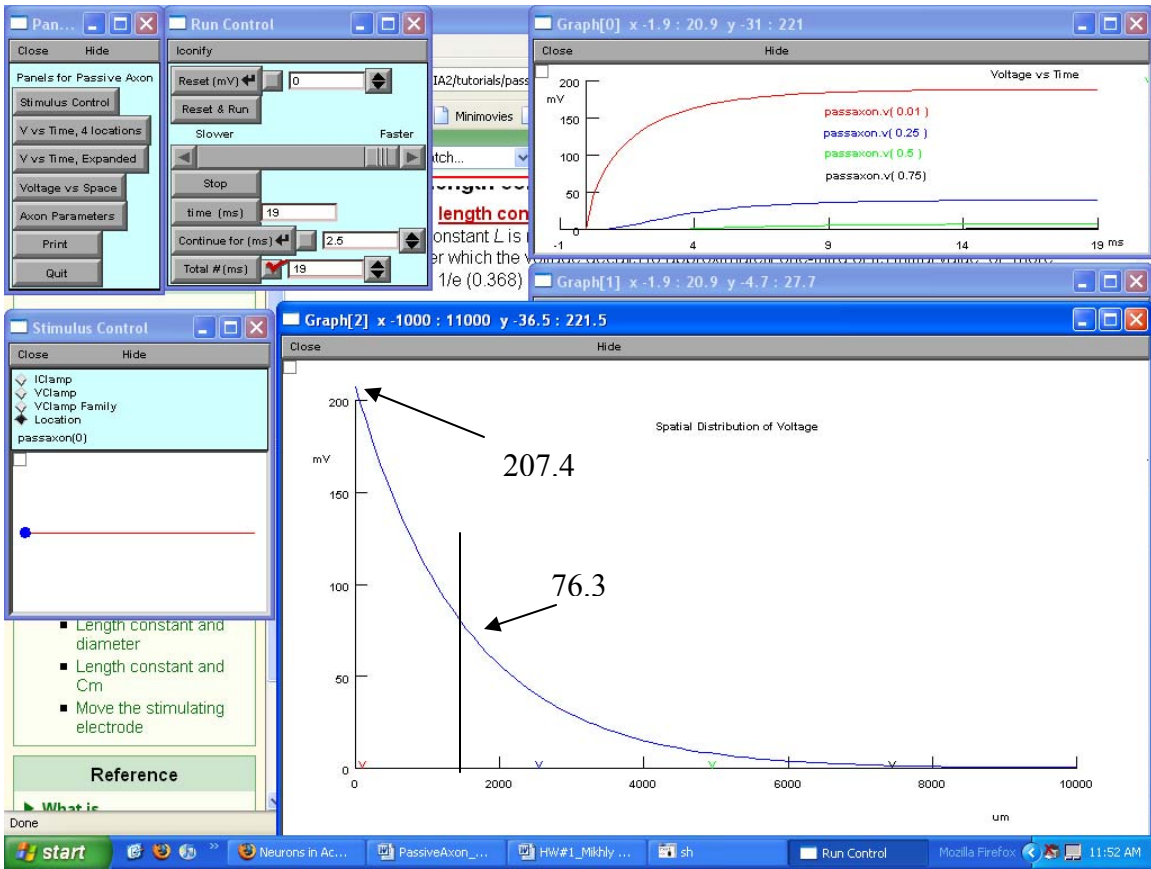 Pan...
Close Hide
Panels for Passive Axon
Stimulus Control
V vs Time, 4 locations
V vs Time, Expanded
Voltage vs Space
Axon Parameters
Print
Quit
Run Control
Iconify
Reset (mV) 0
Reset & Run
Slower Faster
Stop
time (ms) 19
Continue for (ms) 2.5
Total # (ms) 19
IA2/tutorials/pass
Minimovies
tch...
length con
onstant L is
1/e (0.368)
Graph[0] x -1.9 : 20.9 y -31 : 221
Close Hide
Voltage vs Time
200
mV
150
100
50
0
-1 4 9 14 19 ms
passaxon.v( 0.01 )
passaxon.v( 0.25 )
passaxon.v( 0.5 )
passaxon.v( 0.75)
Graph[1] x -1.9 : 20.9 y -4.7 : 27.7
Stimulus Control
Close Hide
IClamp
VClamp
VClamp Family
Location
passaxon(0)
Length constant and
diameter
Length constant and
Cm
Move the stimulating
electrode
Reference
What is
Done
Graph[2] x -1000 : 11000 y -36.5 : 221.5
Close Hide
Spatial Distribution of Voltage
200
mV
150
100
50
0
207.4
76.3
0 2000 4000 6000 8000 10000
um
start
Neurons in Ac...
PassiveAxon_...
HW#1_Mikhly ...
sh
Run Control
Mozilla Firefox
11:52 AM